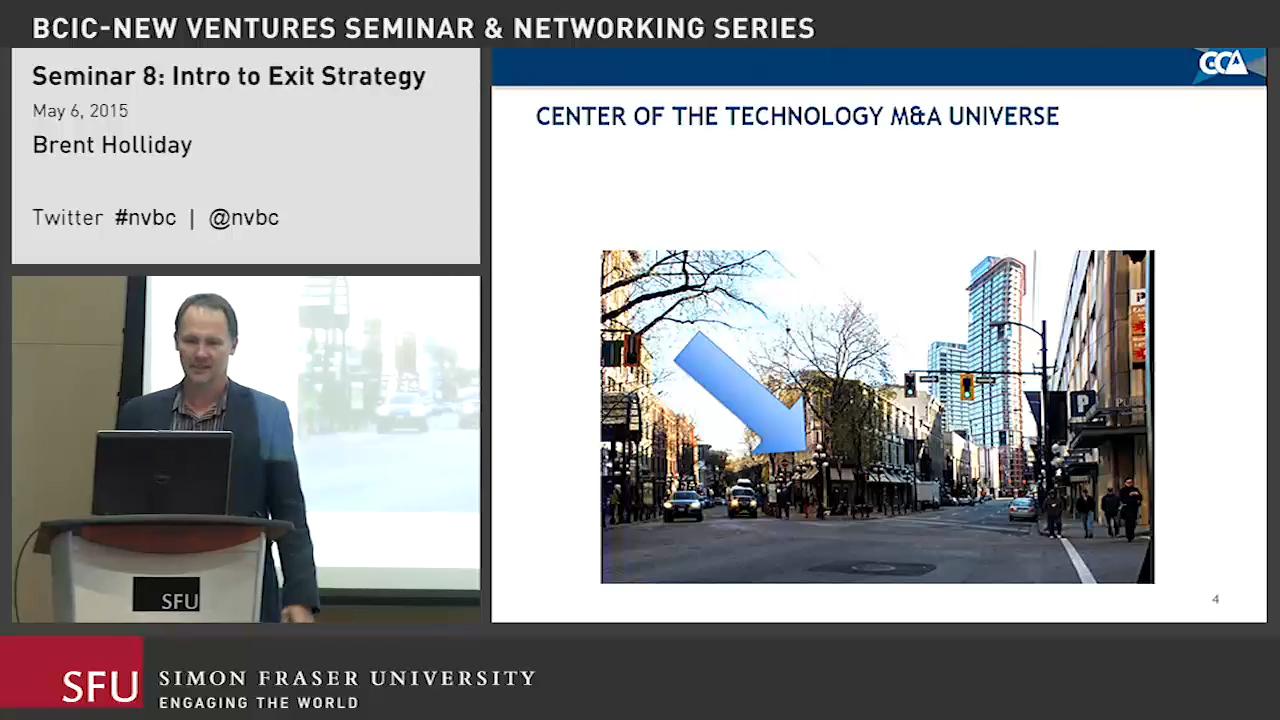 BCIC-NEW VENTURES SEMINAR & NETWORKING SERIES
Seminar 8: Intro to Exit Strategy
May 6, 2015
Brent Holliday
Twitter #nvbc | @nvbc
CCA
CENTER OF THE TECHNOLOGY M&A UNIVERSE
P
P
4
SFU
SFU
SIMON FRASER UNIVERSITY
ENGAGING THE WORLD